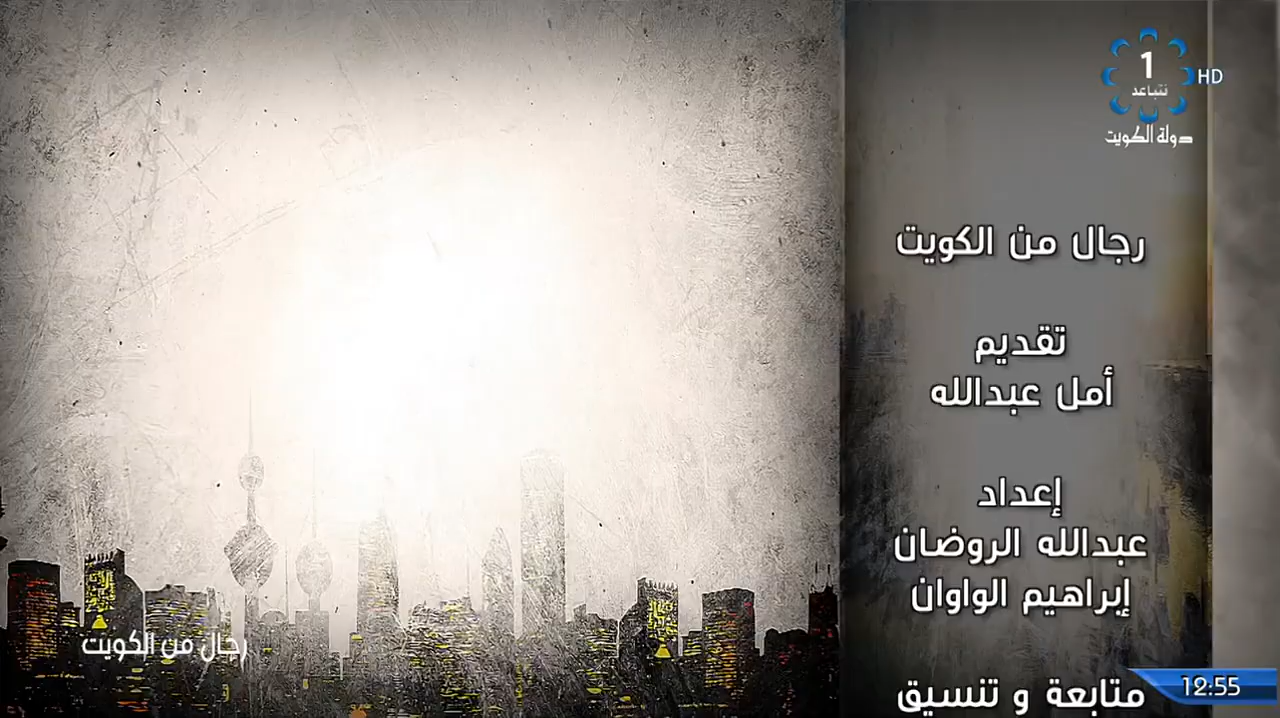 1
نتباعد
HD
دولة الكويت
رجال من الكويت
تقديم
أمل عبدالله
إعداد
عبدالله الروضان
إبراهيم الواوان
متابعة و تنسيق
رجال من الكويت
12:55